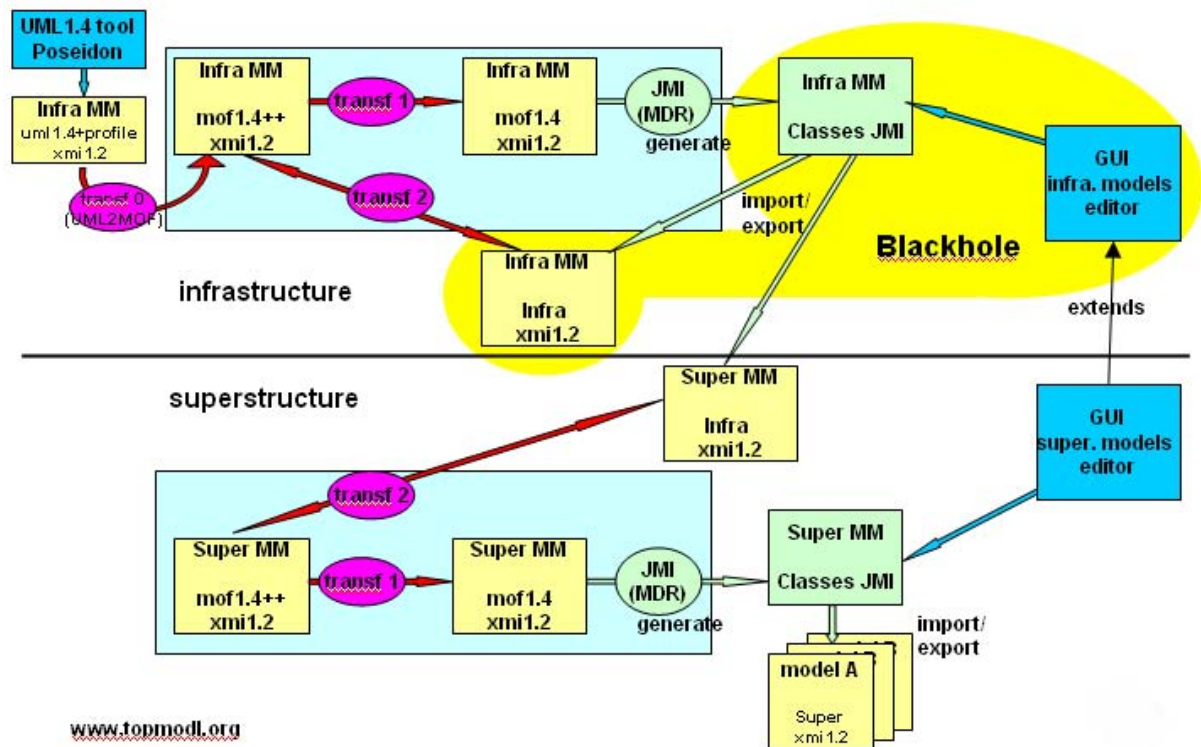 UML1.4 tool
Poseidon
Infra MM
uml1.4+profile
xmi1.2
transf 0
(UML2MOF)
Infra MM
mof1.4++
xmi1.2
transf 1
Infra MM
mof1.4
xmi1.2
JMI
(MDR)
generate
Infra MM
Classes JMI
GUI
infra. models
editor
transf 2
import/
export
Blackhole
Infra MM
Infra
xmi1.2
infrastructure
extends
superstructure
Super MM
Infra
xmi1.2
GUI
super. models
editor
transf 2
Super MM
mof1.4++
xmi1.2
transf 1
Super MM
mof1.4
xmi1.2
JMI
(MDR)
generate
Super MM
Classes JMI
import/
export
model A
Super
xmi1.2
www.topmodl.org